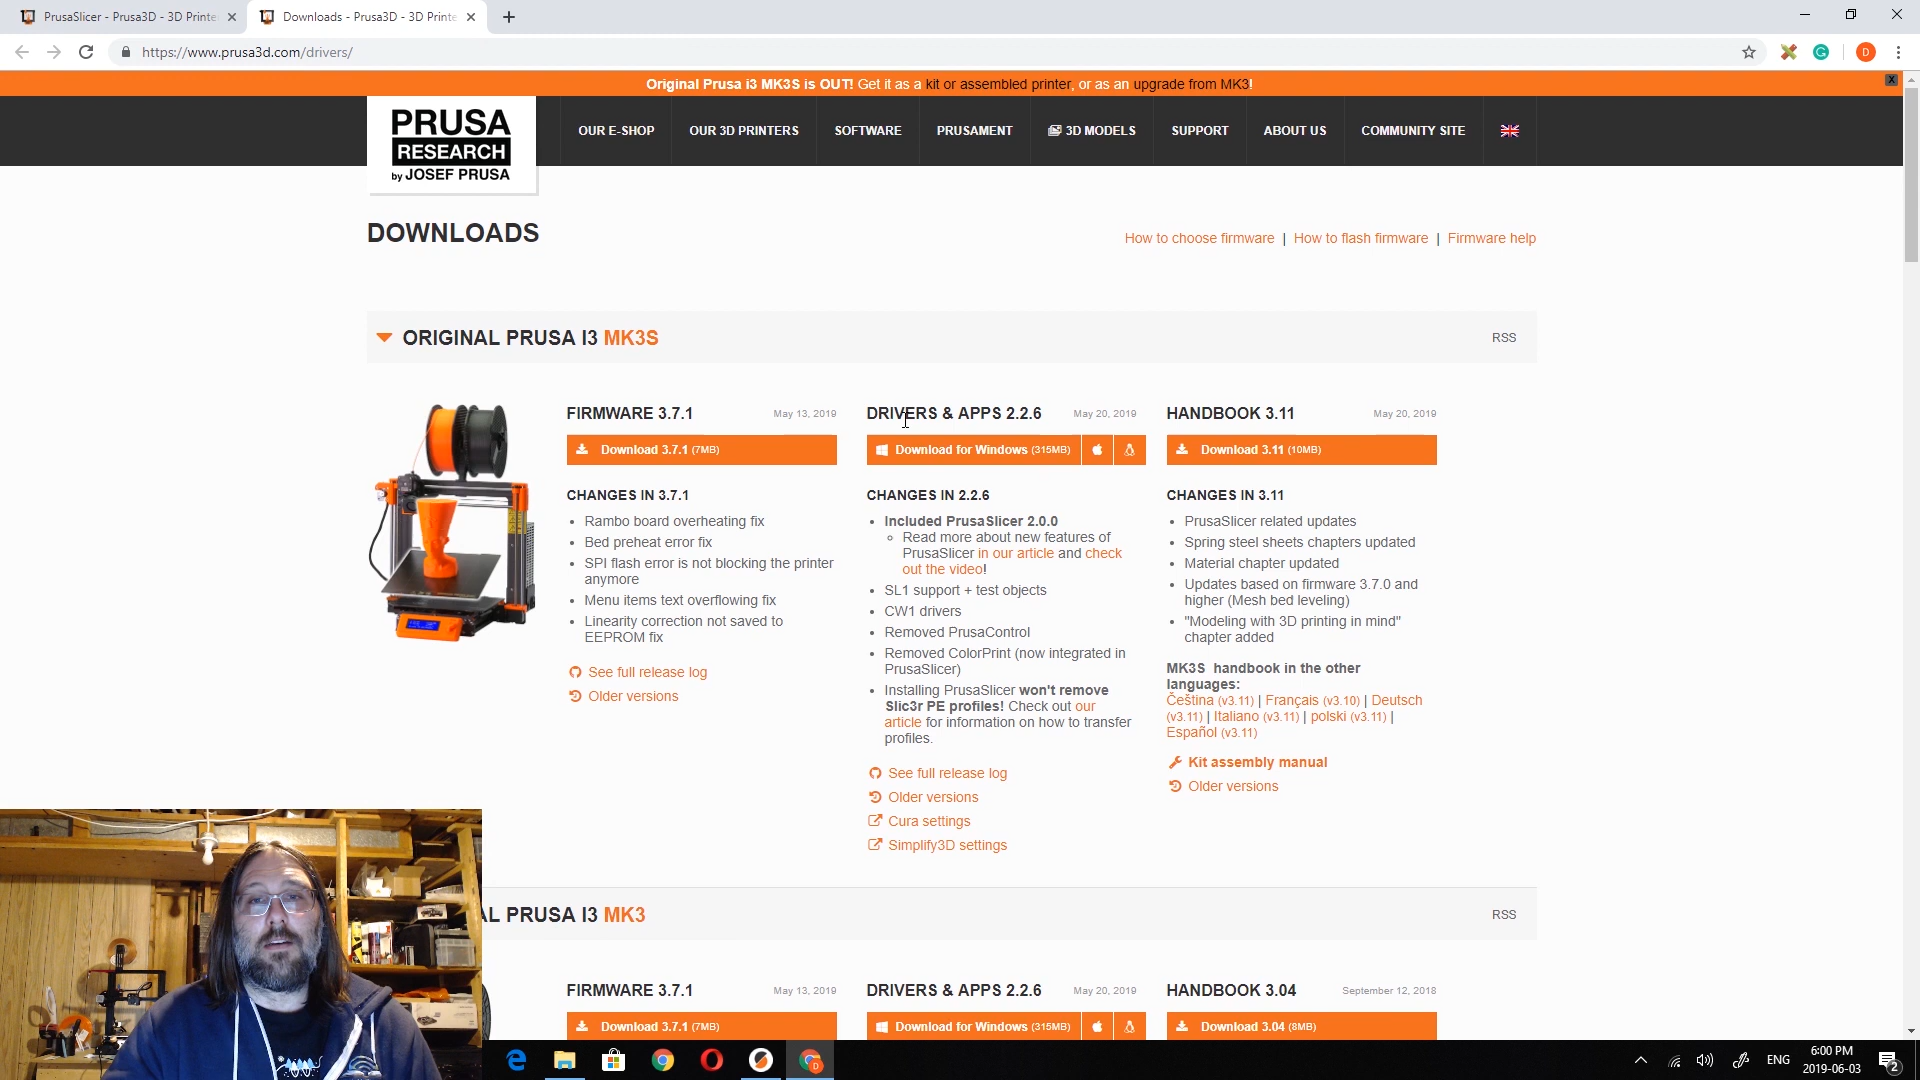 PrusaSlicer - Prusa3D - 3D Printe
Downloads - Prusa3D - 3D Printe
https://www.prusa3d.com/drivers/
D
Original Prusa i3 MK3S is OUT! Get it as a kit or assembled printer, or as an upgrade from MK3!
X
PRUSA
RESEARCH
by JOSEF PRUSA
OUR E-SHOP
OUR 3D PRINTERS
SOFTWARE
PRUSAMENT
3D MODELS
SUPPORT
ABOUT US
COMMUNITY SITE
DOWNLOADS
How to choose firmware | How to flash firmware | Firmware help
ORIGINAL PRUSA I3 MK3S
RSS
FIRMWARE 3.7.1
May 13, 2019
Download 3.7.1 (7MB)
CHANGES IN 3.7.1
• Rambo board overheating fix
• Bed preheat error fix
• SPI flash error is not blocking the printer
anymore
• Menu items text overflowing fix
• Linearity correction not saved to
EEPROM fix
See full release log
Older versions
DRIVERS & APPS 2.2.6
May 20, 2019
Download for Windows (315MB)
CHANGES IN 2.2.6
• Included PrusaSlicer 2.0.0
Read more about new features of
PrusaSlicer in our article and check
out the video!
• SL1 support + test objects
• CW1 drivers
• Removed PrusaControl
• Removed ColorPrint (now integrated in
PrusaSlicer)
• Installing PrusaSlicer won't remove
Slic3r PE profiles! Check out our
article for information on how to transfer
profiles.
See full release log
Older versions
Cura settings
Simplify3D settings
HANDBOOK 3.11
May 20, 2019
Download 3.11 (10MB)
CHANGES IN 3.11
• PrusaSlicer related updates
• Spring steel sheets chapters updated
• Material chapter updated
• Updates based on firmware 3.7.0 and
higher (Mesh bed leveling)
• "Modeling with 3D printing in mind"
chapter added
MK3S handbook in the other
languages:
Čeština (v3.11) | Français (v3.10) | Deutsch
(v3.11) | Italiano (v3.11) | polski (v3.11) |
Español (v3.11)
Kit assembly manual
Older versions
AL PRUSA I3 MK3
RSS
FIRMWARE 3.7.1
May 13, 2019
Download 3.7.1 (7MB)
DRIVERS & APPS 2.2.6
May 20, 2019
Download for Windows (315MB)
HANDBOOK 3.04
September 12, 2018
Download 3.04 (8MB)
ENG
6:00 PM
2019-06-03
2